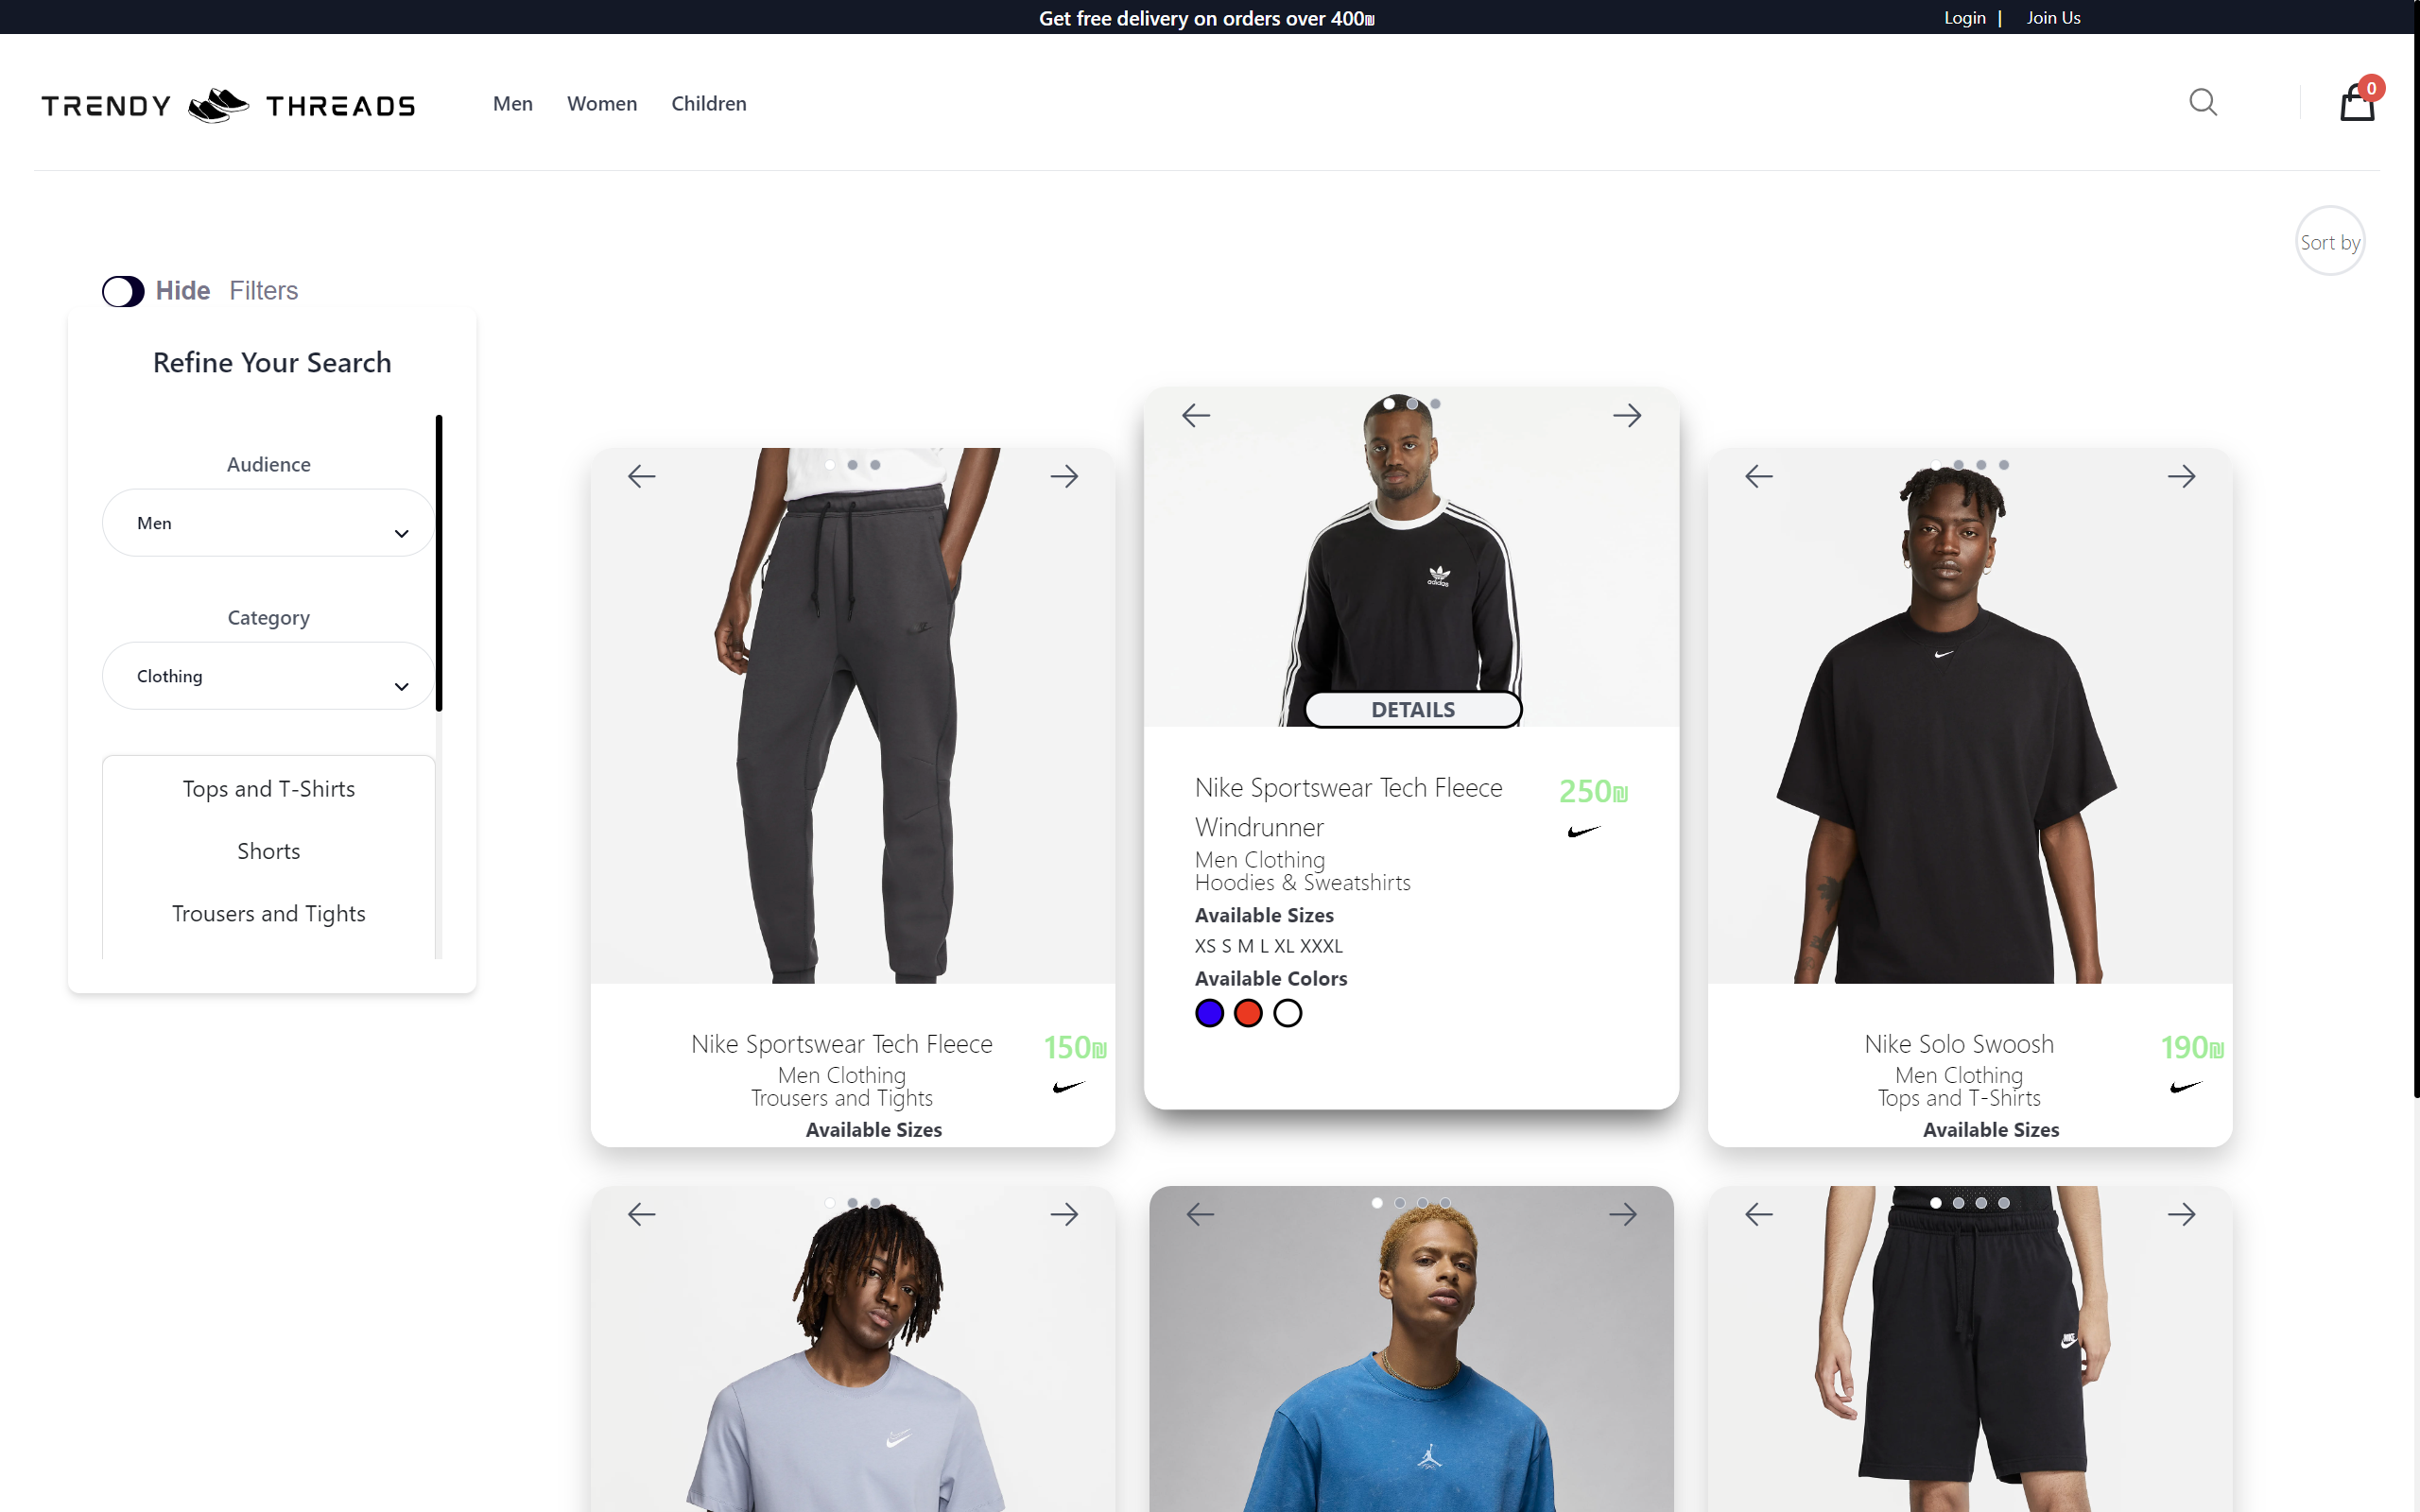 Get free delivery on orders over 400₪
Login | Join Us
TRENDY THREADS
Men Women Children
0
Sort by
Hide Filters
Refine Your Search
Audience
Men
Category
Clothing
Tops and T-Shirts
Shorts
Trousers and Tights
Nike Sportswear Tech Fleece
150₪
Men Clothing
Trousers and Tights
Available Sizes
adidas
DETAILS
Nike Sportswear Tech Fleece
Windrunner
250₪
Men Clothing
Hoodies & Sweatshirts
Available Sizes
XS S M L XL XXXL
Available Colors
Nike Solo Swoosh
190₪
Men Clothing
Tops and T-Shirts
Available Sizes
NIKE